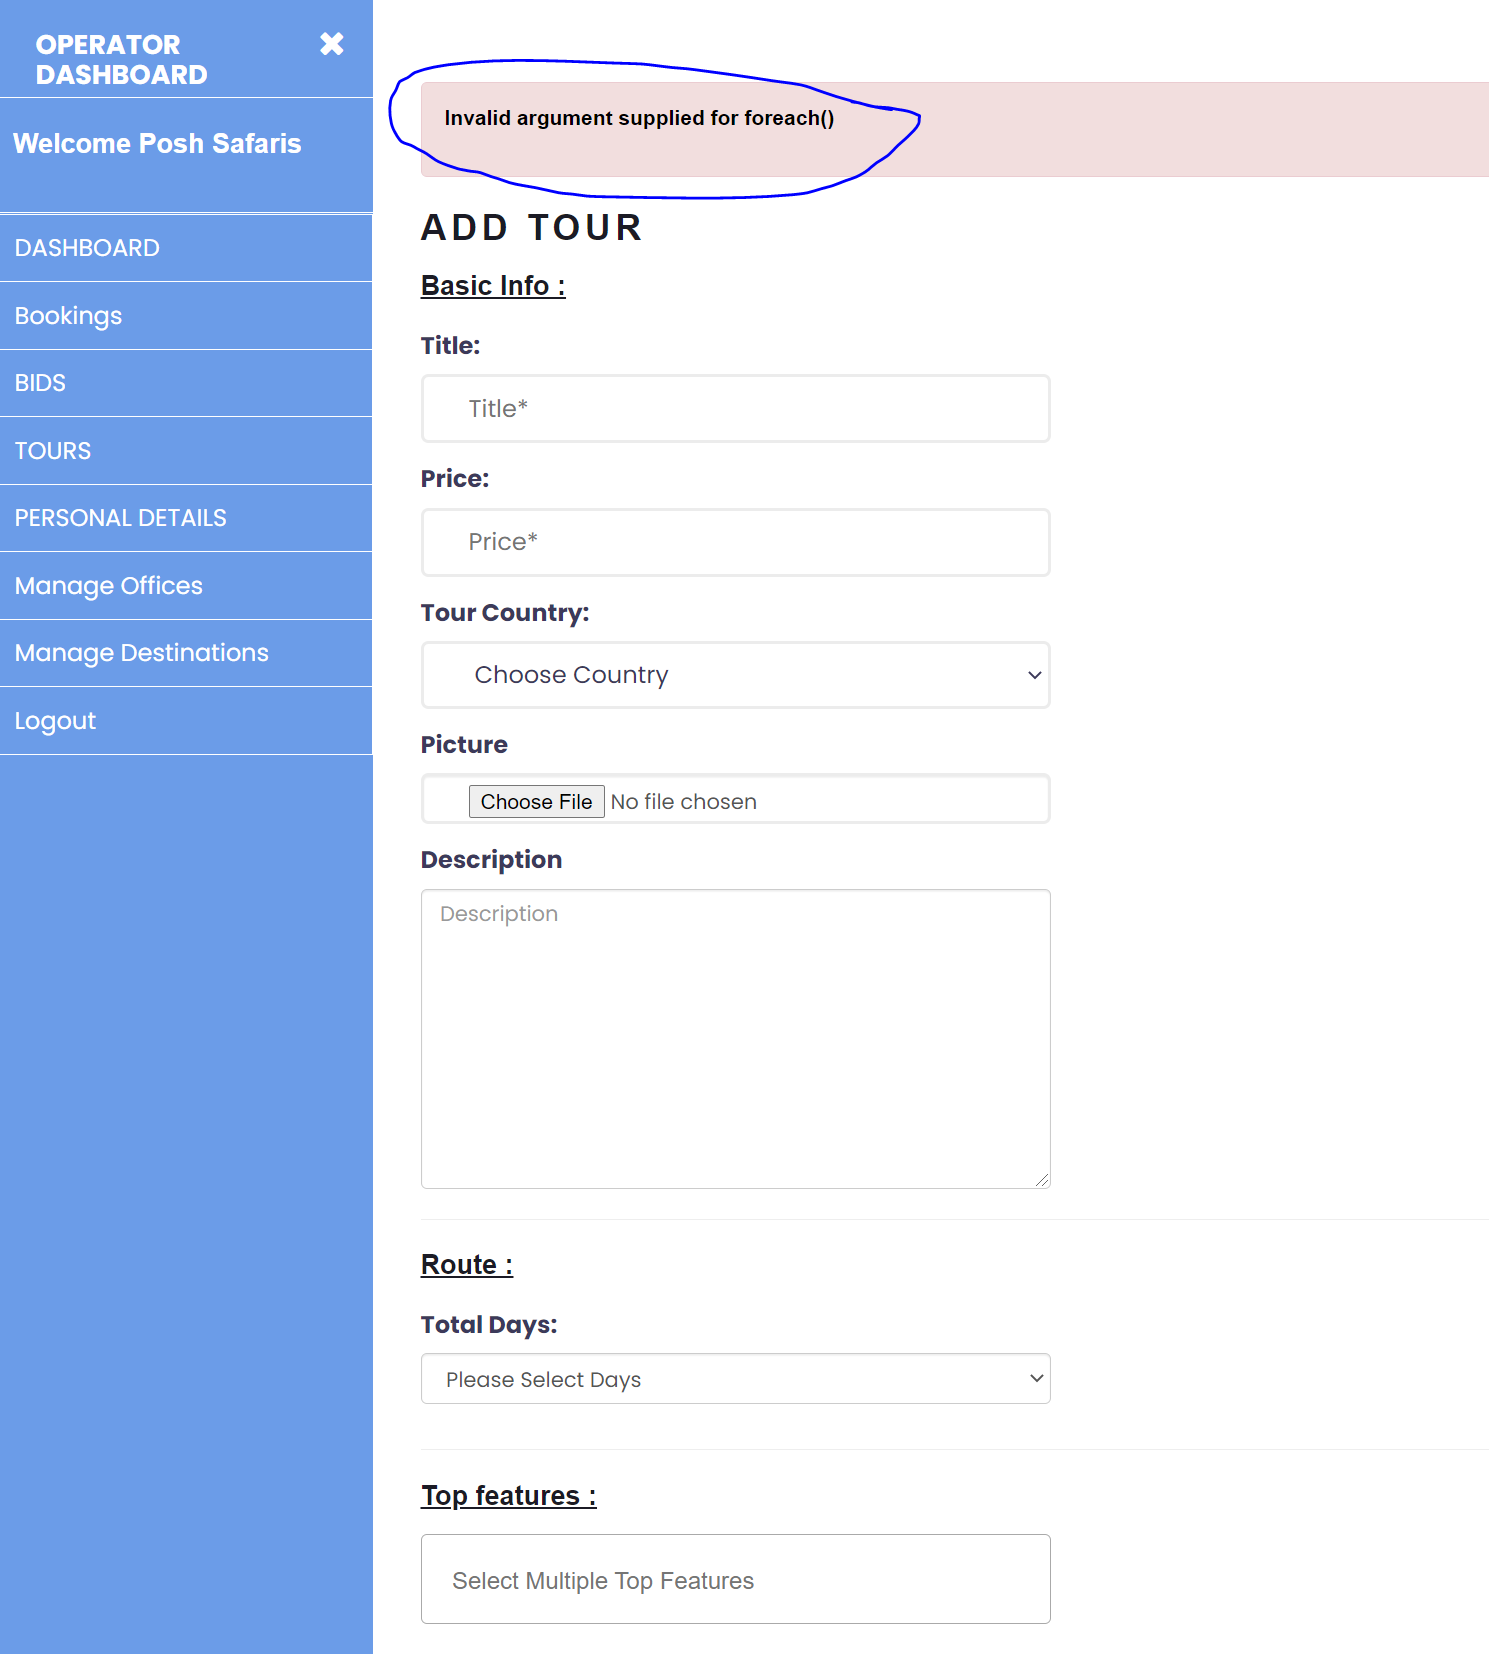 OPERATOR
DASHBOARD
Welcome Posh Safaris
DASHBOARD
Bookings
BIDS
TOURS
PERSONAL DETAILS
Manage Offices
Manage Destinations
Logout
Invalid argument supplied for foreach()
ADD TOUR
Basic Info :
Title:
Title*
Price:
Price*
Tour Country:
Choose Country
Picture
Choose File No file chosen
Description
Description
Route :
Total Days:
Please Select Days
Top features :
Select Multiple Top Features